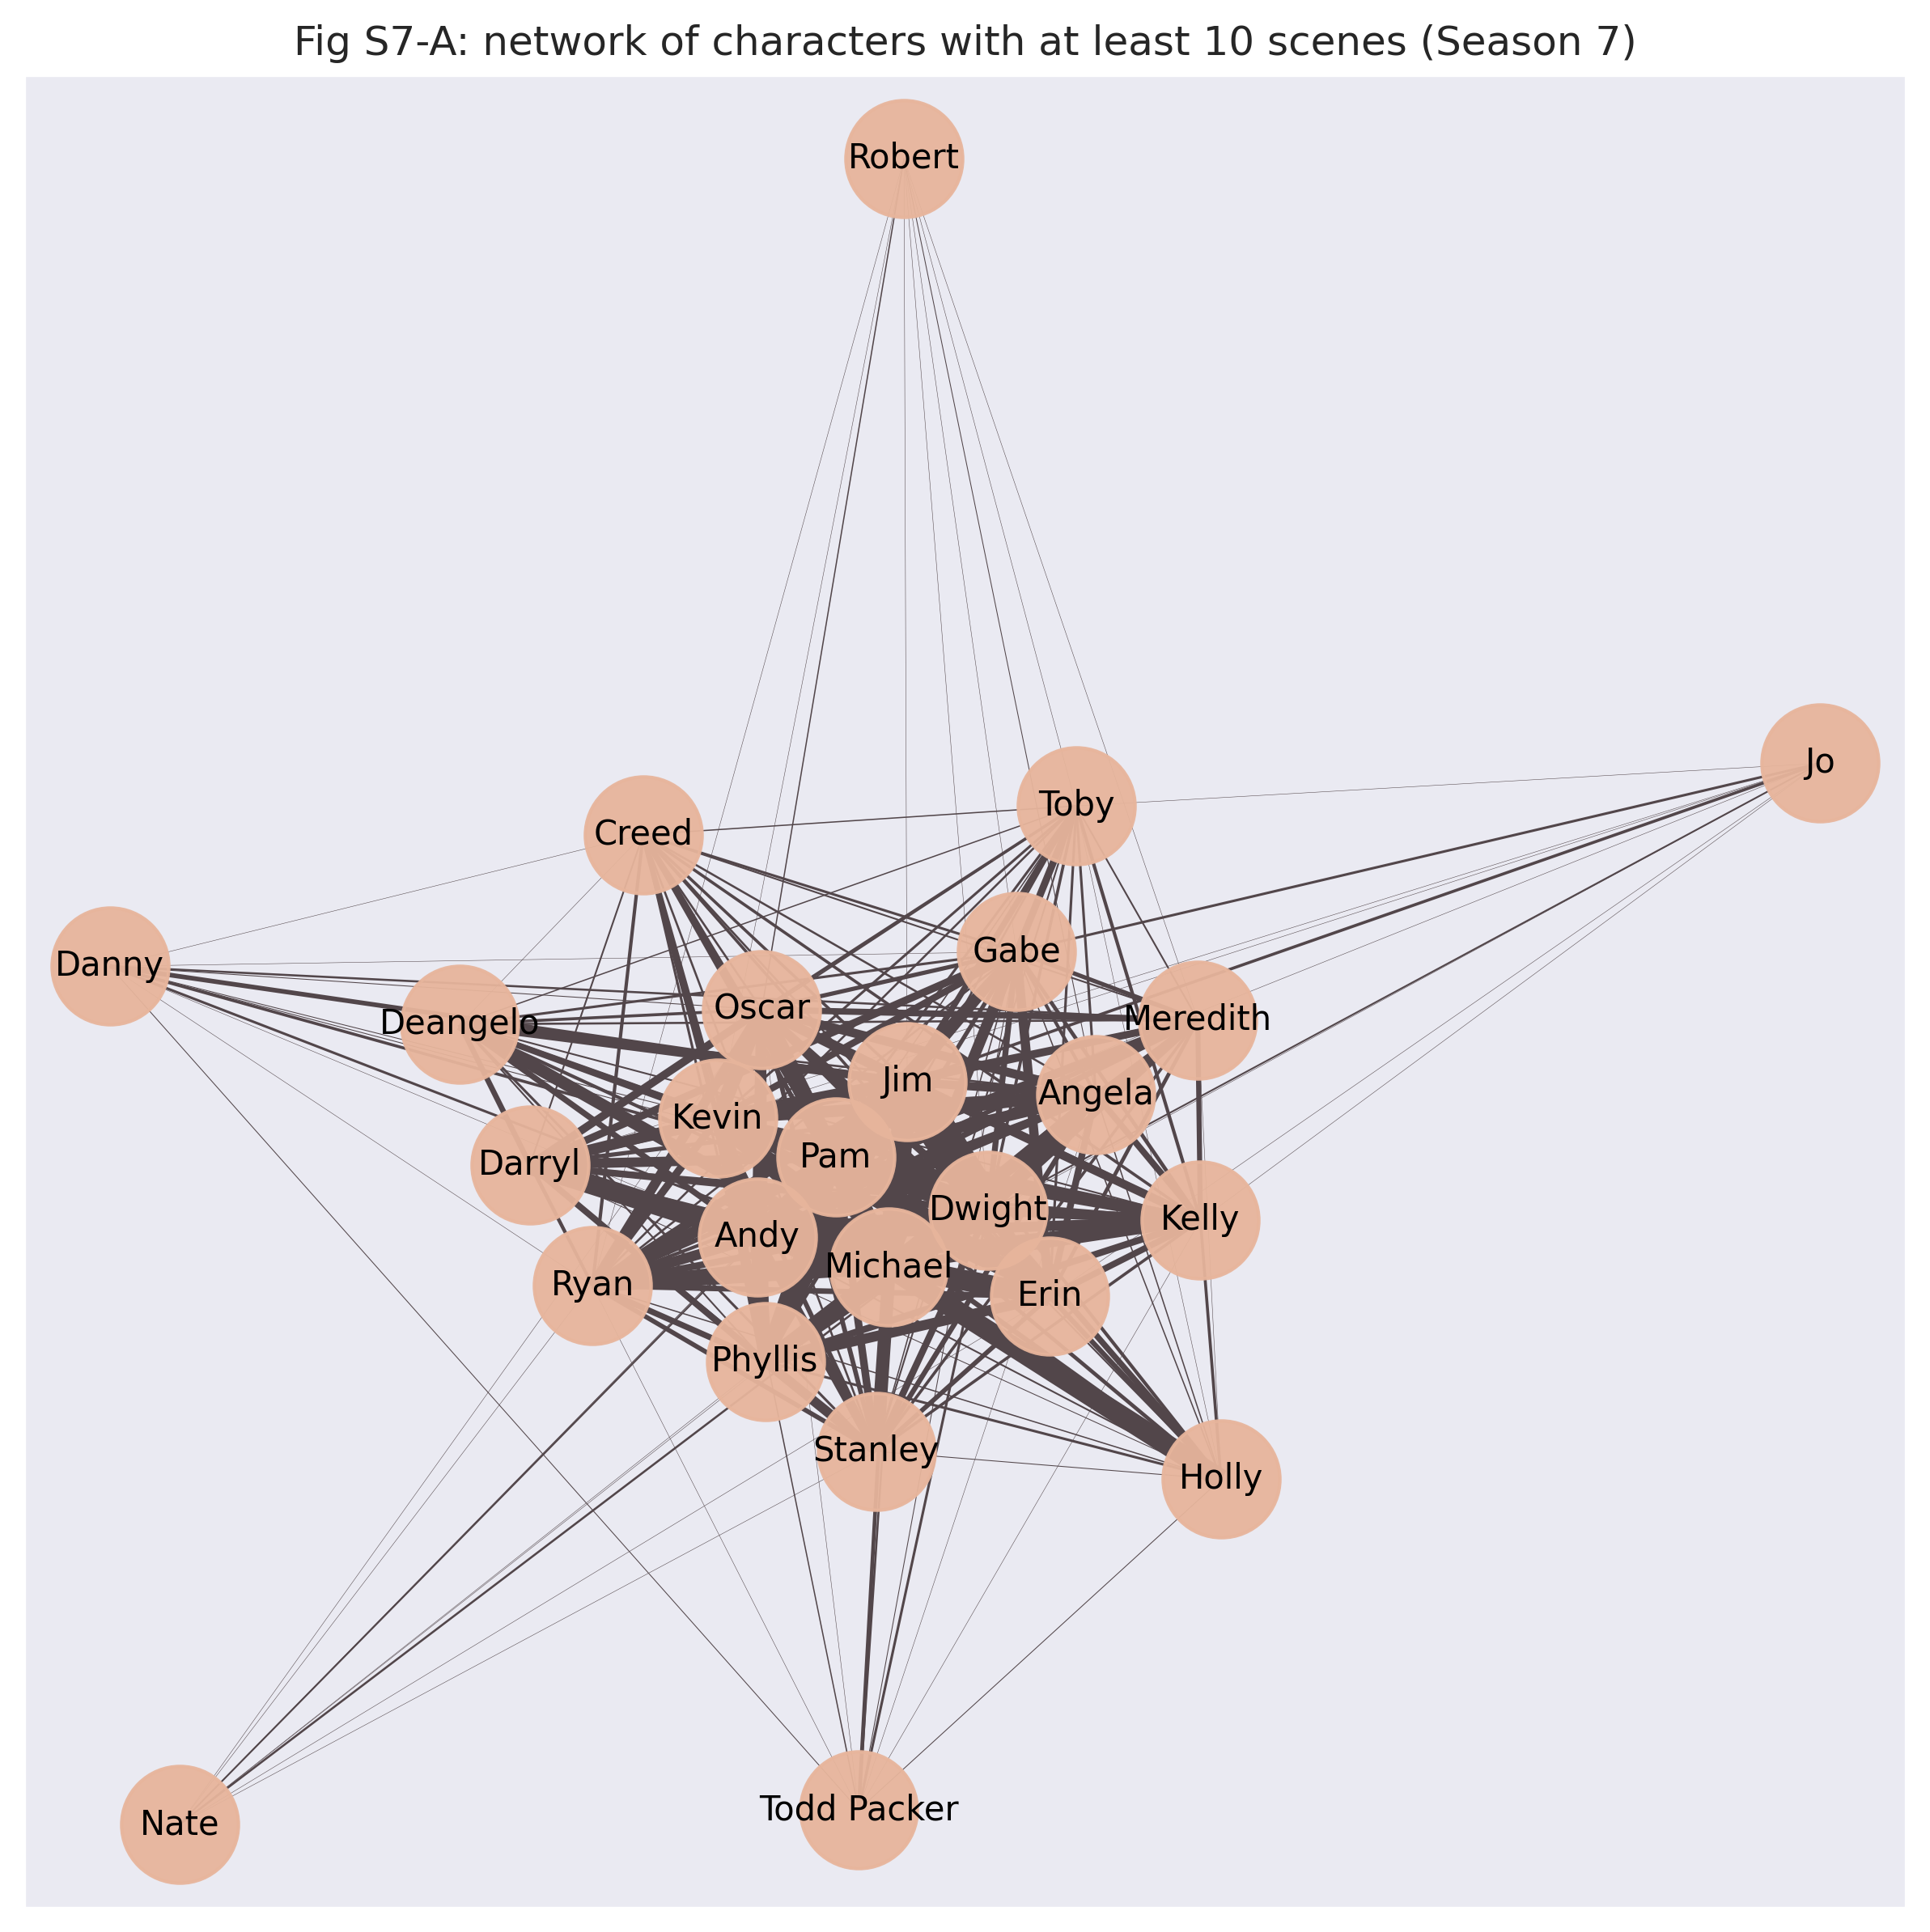 Fig S7-A: network of characters with at least 10 scenes (Season 7)
Robert
Jo
Toby
Creed
Gabe
Danny
Oscar
Meredith
Deangelo
Jim
Angela
Kevin
Pam
Darryl
Dwight
Kelly
Andy
Michael
Ryan
Erin
Phyllis
Stanley
Holly
Todd Packer
Nate